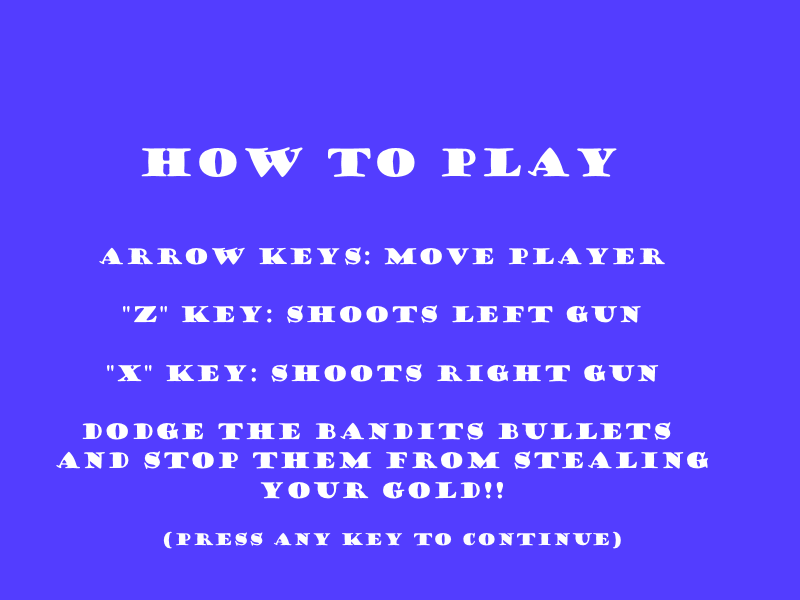 HOW TO PLAY
ARROW KEYS: MOVE PLAYER
"Z" KEY: SHOOTS LEFT GUN
"X" KEY: SHOOTS RIGHT GUN
DODGE THE BANDITS BULLETS
AND STOP THEM FROM STEALING
YOUR GOLD!!
(PRESS ANY KEY TO CONTINUE)